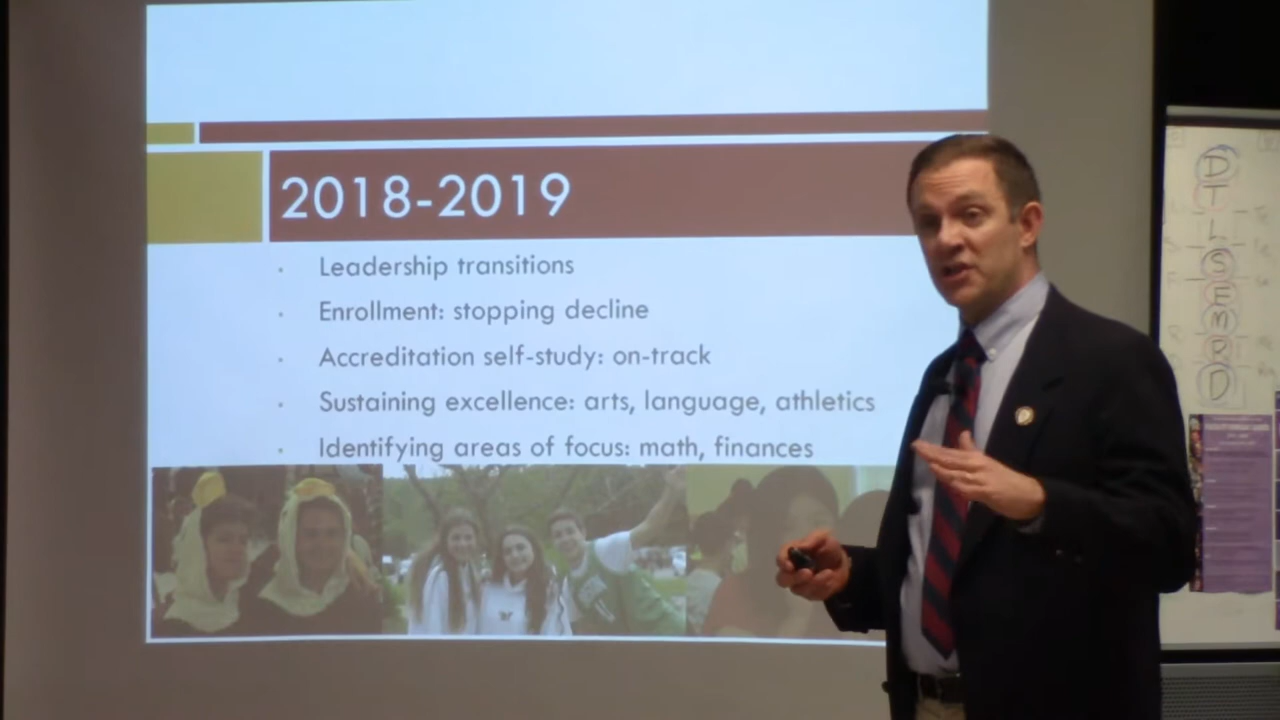 2018-2019
Leadership transitions
Enrollment: stopping decline
Accreditation self-study: on-track
Sustaining excellence: arts, language, athletics
Identifying areas of focus: math, finances
D
T
L
S
E
M
R
D